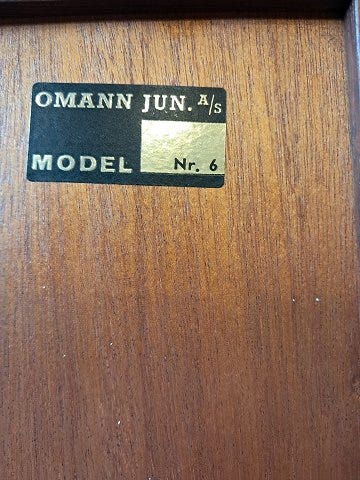 OMANN JUN. A/S
MODEL Nr. 6